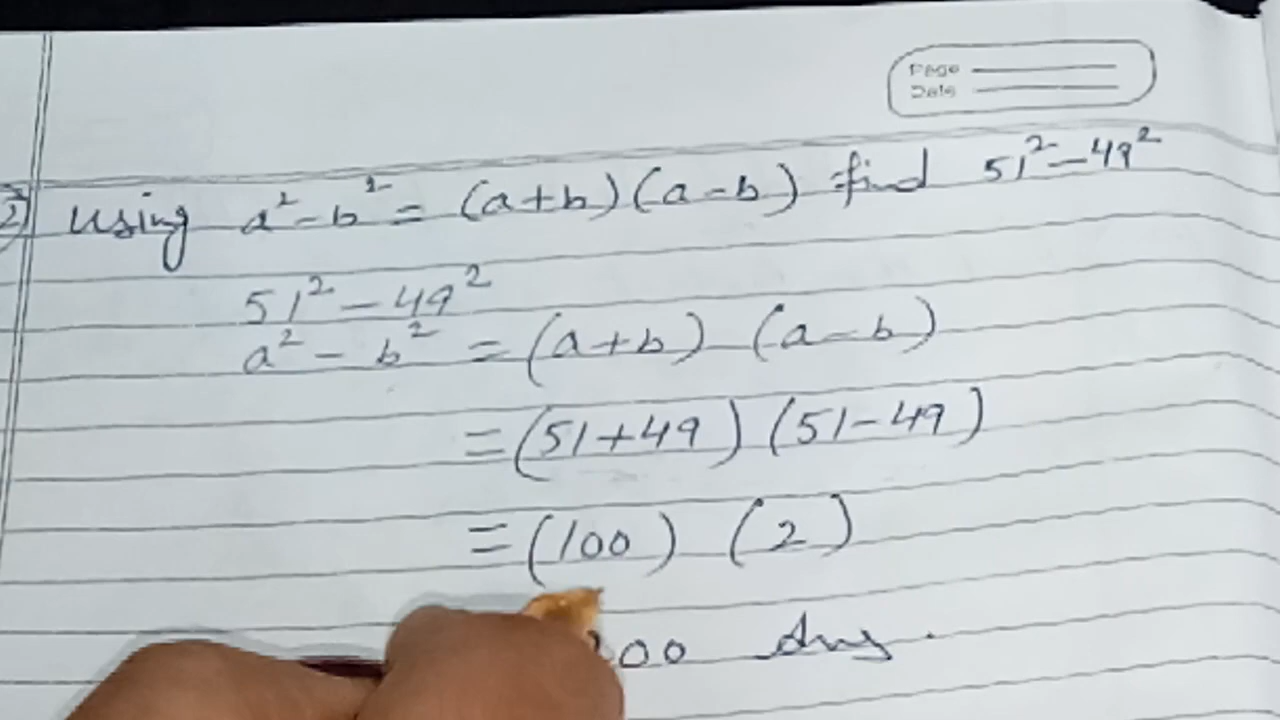 Page
Date
2) Using a² - b² = (a+b)(a-b) find 51² - 49²
51² - 49²
a² - b² = (a+b) (a-b)
= (51+49) (51-49)
= (100) (2)
200 Ans.